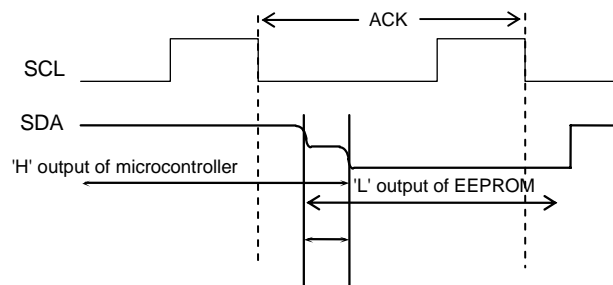 ACK
SCL
SDA
'H' output of microcontroller
'L' output of EEPROM